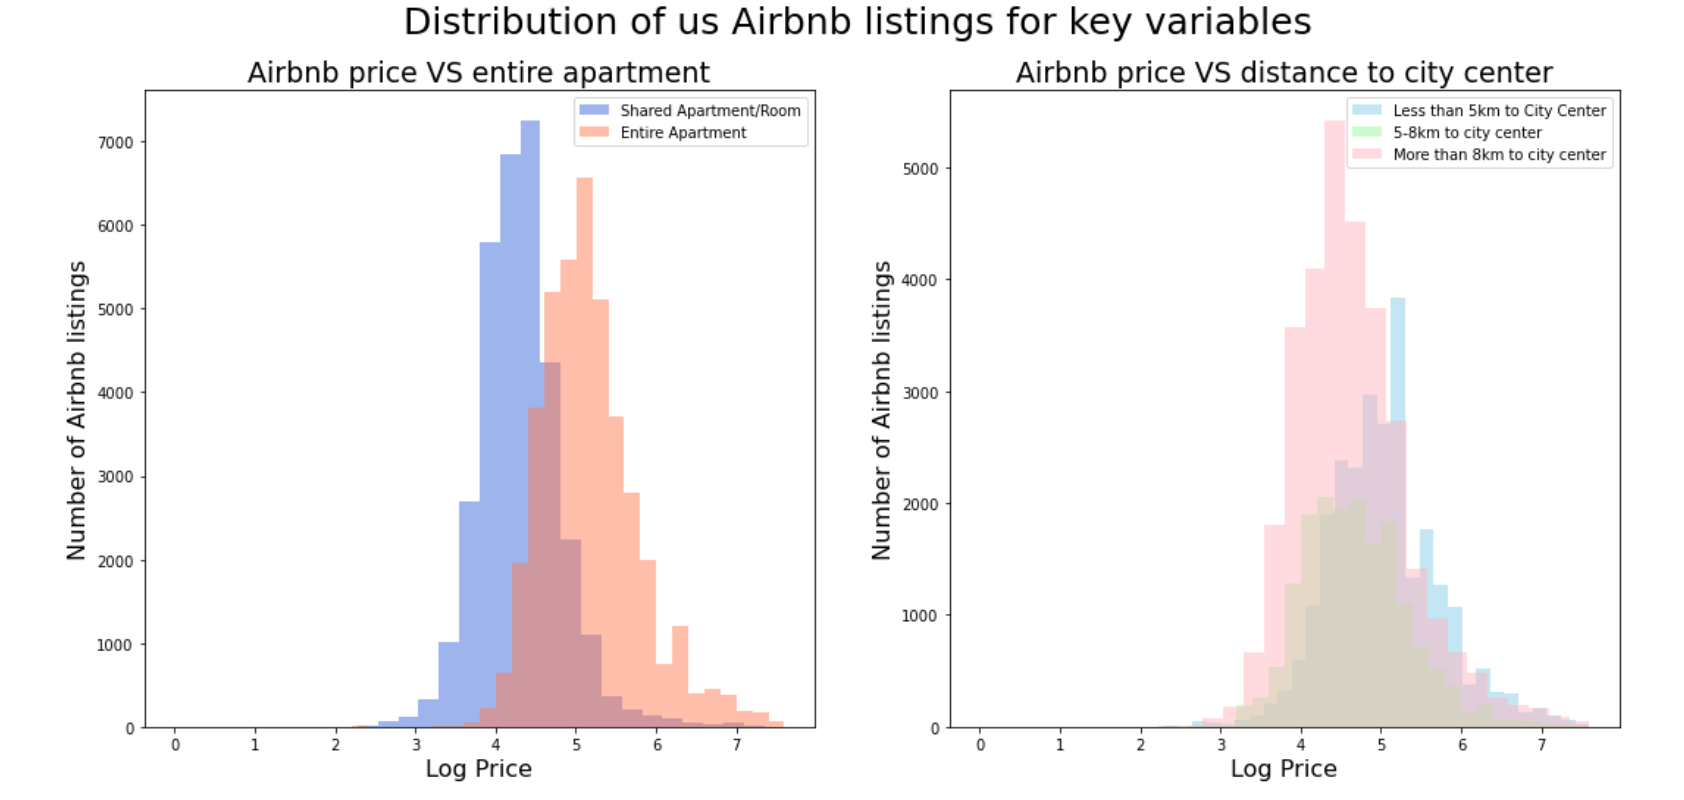 Distribution of us Airbnb listings for key variables
Airbnb price VS entire apartment
Shared Apartment/Room
Entire Apartment
7000
6000
5000
4000
3000
2000
1000
0
Number of Airbnb listings
0 1 2 3 4 5 6 7
Log Price
Airbnb price VS distance to city center
Less than 5km to City Center
5-8km to city center
More than 8km to city center
5000
4000
3000
2000
1000
0
Number of Airbnb listings
0 1 2 3 4 5 6 7
Log Price